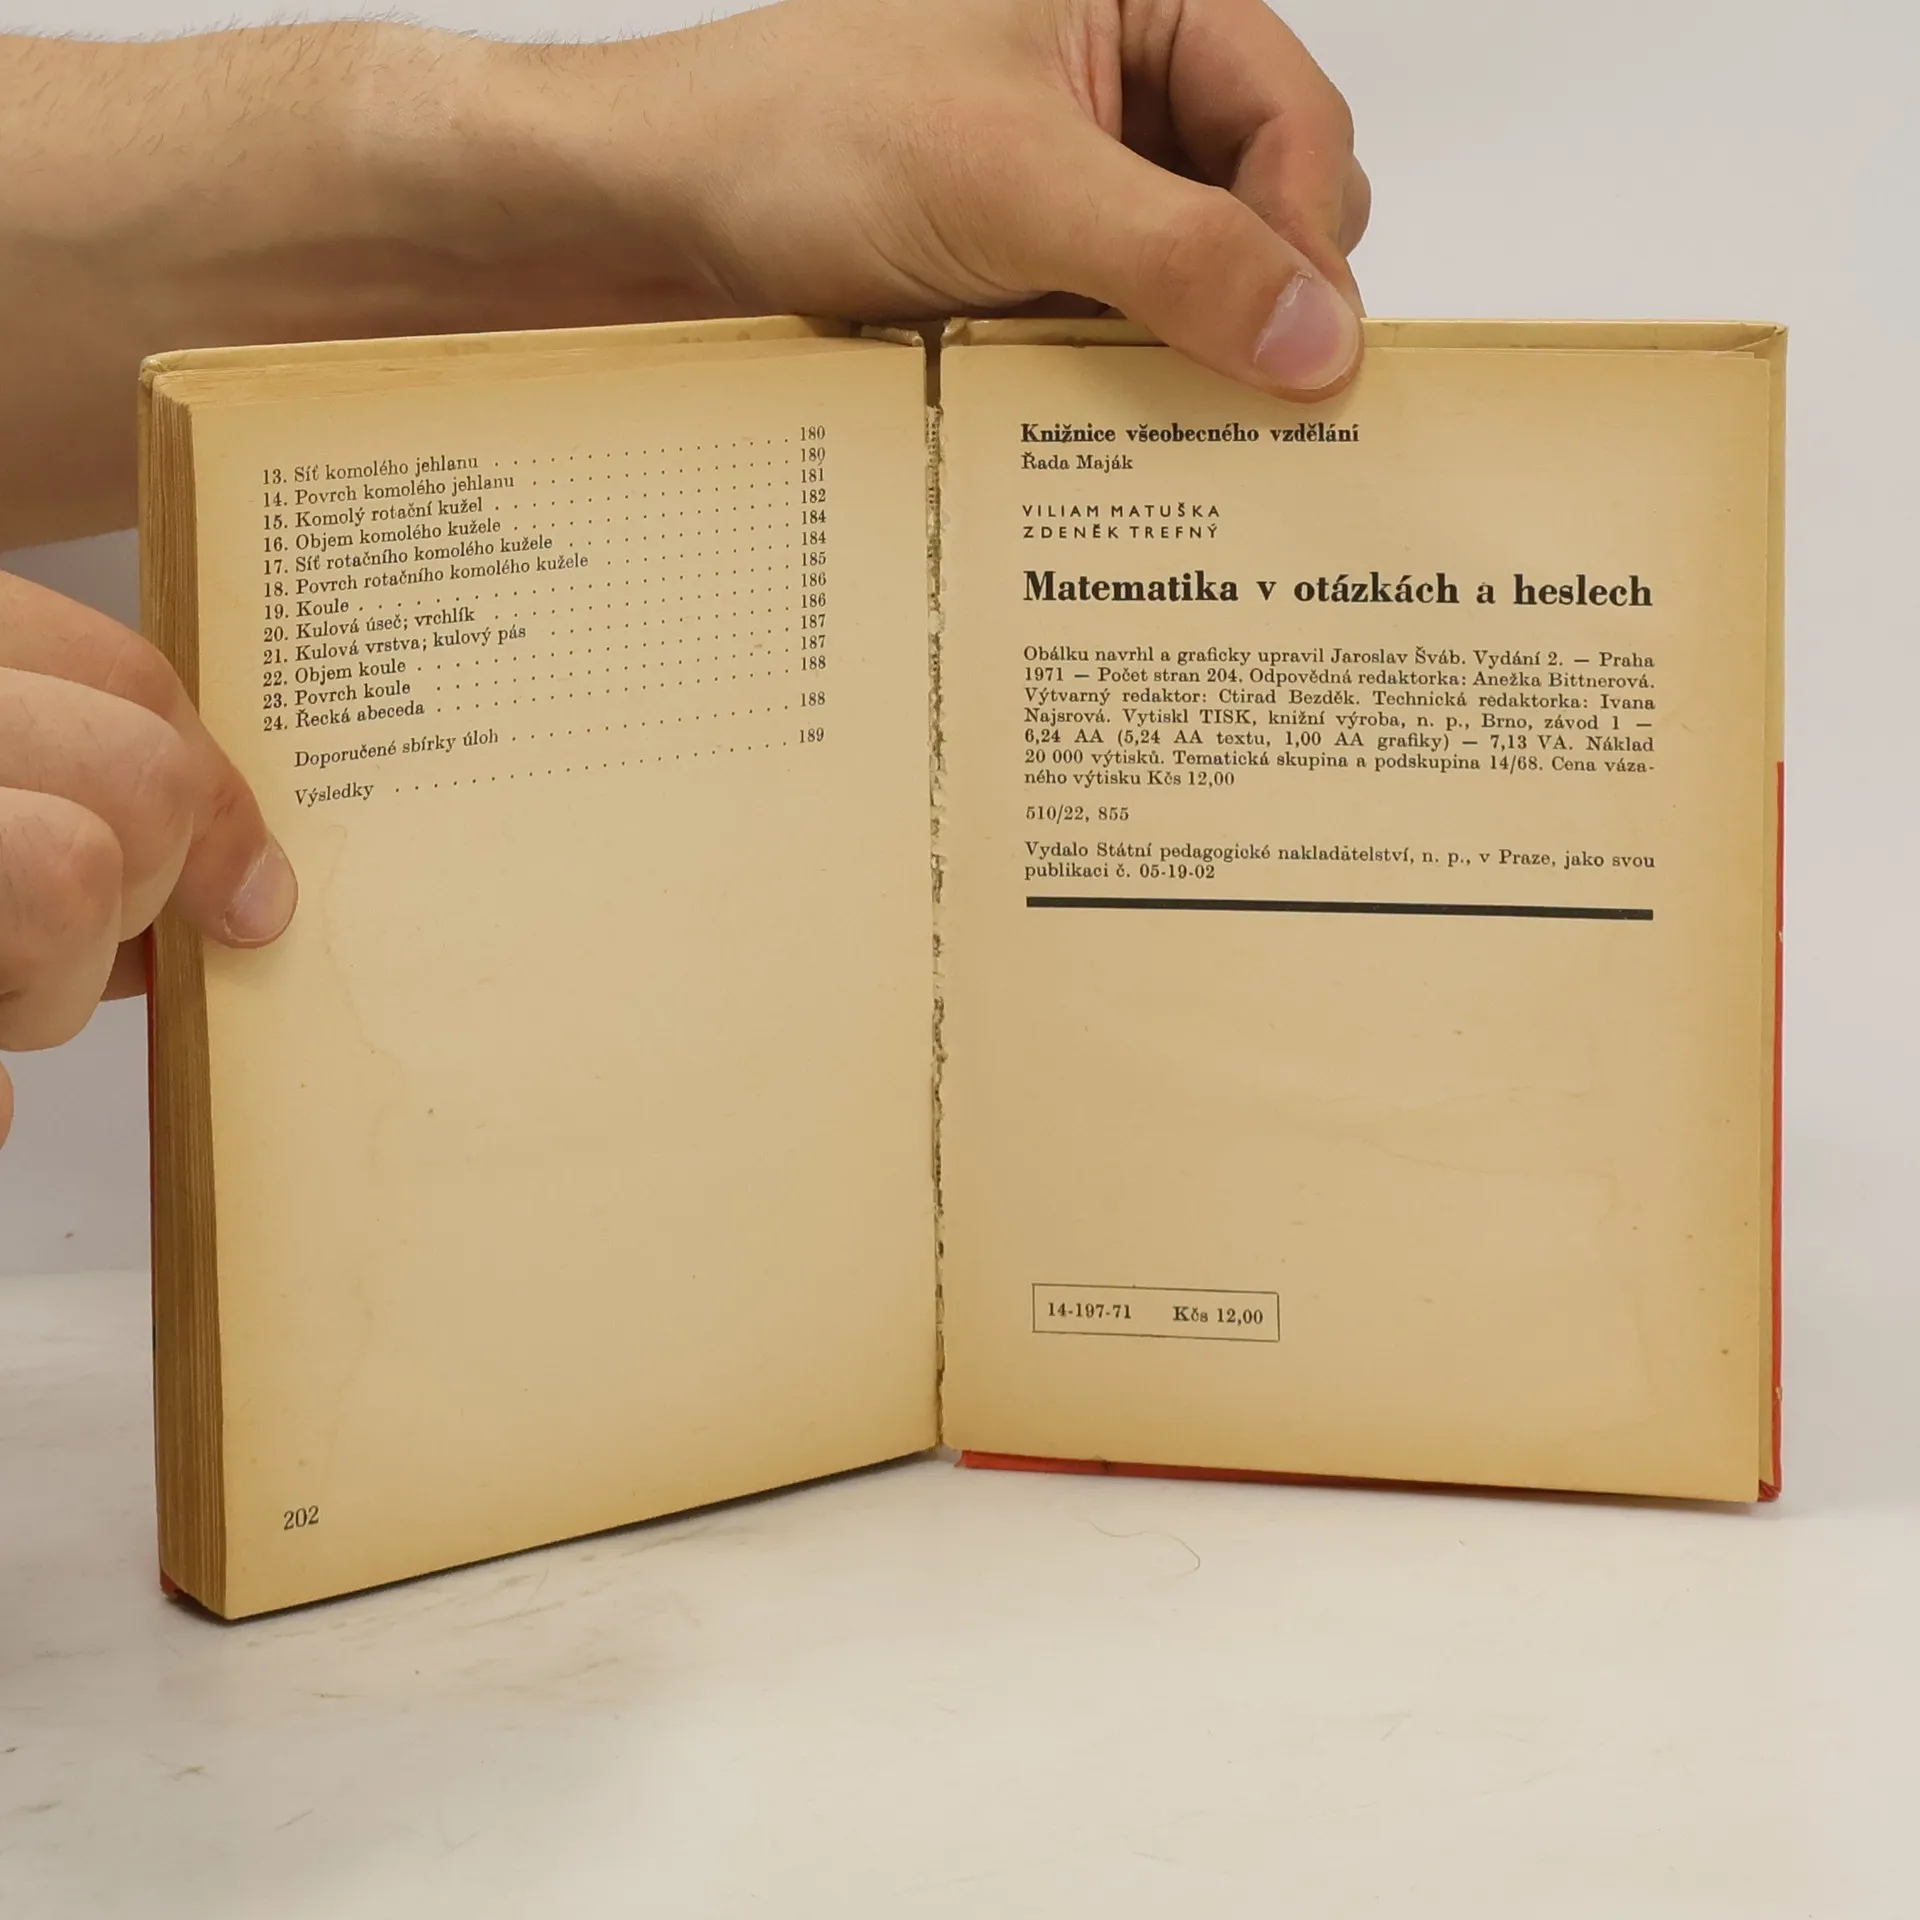 13. Síť komolého jehlanu . . . . . . . . . . . . . . . 180
14. Povrch komolého jehlanu . . . . . . . . . . . . . 180
15. Komolý rotační kužel . . . . . . . . . . . . . . . 181
16. Objem komolého kužele . . . . . . . . . . . . . . 182
17. Síť rotačního komolého kužele . . . . . . . . . . . 184
18. Povrch rotačního komolého kužele . . . . . . . . . 184
19. Koule . . . . . . . . . . . . . . . . . . . . . . 185
20. Kulová úseč; vrchlík . . . . . . . . . . . . . . . 186
21. Kulová vrstva; kulový pás . . . . . . . . . . . . 186
22. Objem koule . . . . . . . . . . . . . . . . . . . 187
23. Povrch koule . . . . . . . . . . . . . . . . . . 187
24. Řecká abeceda . . . . . . . . . . . . . . . . . . 188
Doporučené sbírky úloh . . . . . . . . . . . . . . 188
Výsledky . . . . . . . . . . . . . . . . . . . . . 189
202
Knižnice všeobecného vzdělání
Řada Maják
VILIAM MATUŠKA
ZDENĚK TREFNÝ
Matematika v otázkách a heslech
Obálku navrhl a graficky upravil Jaroslav Šváb. Vydání 2. — Praha
1971 — Počet stran 204. Odpovědná redaktorka: Anežka Bittnerová.
Výtvarný redaktor: Ctirad Bezděk. Technická redaktorka: Ivana
Najsrová. Vytiskl TISK, knižní výroba, n. p., Brno, závod 1 —
6,24 AA (5,24 AA textu, 1,00 AA grafiky) — 7,13 VA. Náklad
20 000 výtisků. Tematická skupina a podskupina 14/68. Cena váza-
ného výtisku Kčs 12,00
510/22, 855
Vydalo Státní pedagogické nakladatelství, n. p., v Praze, jako svou
publikaci č. 05-19-02
14-197-71 Kčs 12,00